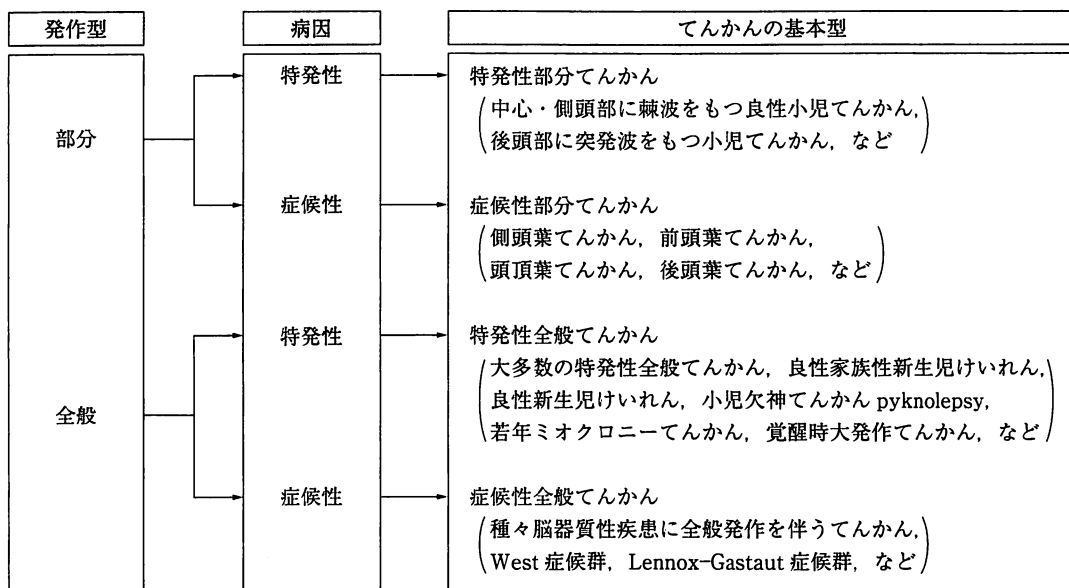 発作型
病因
てんかんの基本型
部分
特発性
特発性部分てんかん
(中心・側頭部に棘波をもつ良性小児てんかん,
後頭部に突発波をもつ小児てんかん, など)
症候性
症候性部分てんかん
(側頭葉てんかん, 前頭葉てんかん,
頭頂葉てんかん, 後頭葉てんかん, など)
全般
特発性
特発性全般てんかん
(大多数の特発性全般てんかん, 良性家族性新生児けいれん,
良性新生児けいれん, 小児欠神てんかん pyknolepsy,
若年ミオクロニーてんかん, 覚醒時大発作てんかん, など)
症候性
症候性全般てんかん
(種々脳器質性疾患に全般発作を伴うてんかん,
West 症候群, Lennox-Gastaut 症候群, など)